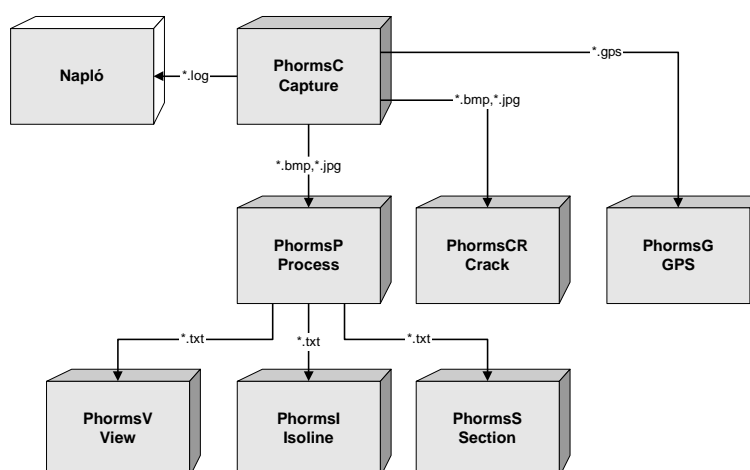 Napló
*.log
PhormsC
Capture
*.gps
*.bmp,*.jpg
*.bmp,*.jpg
PhormsP
Process
PhormsCR
Crack
PhormsG
GPS
*.txt
*.txt
*.txt
PhormsV
View
PhormsI
Isoline
PhormsS
Section